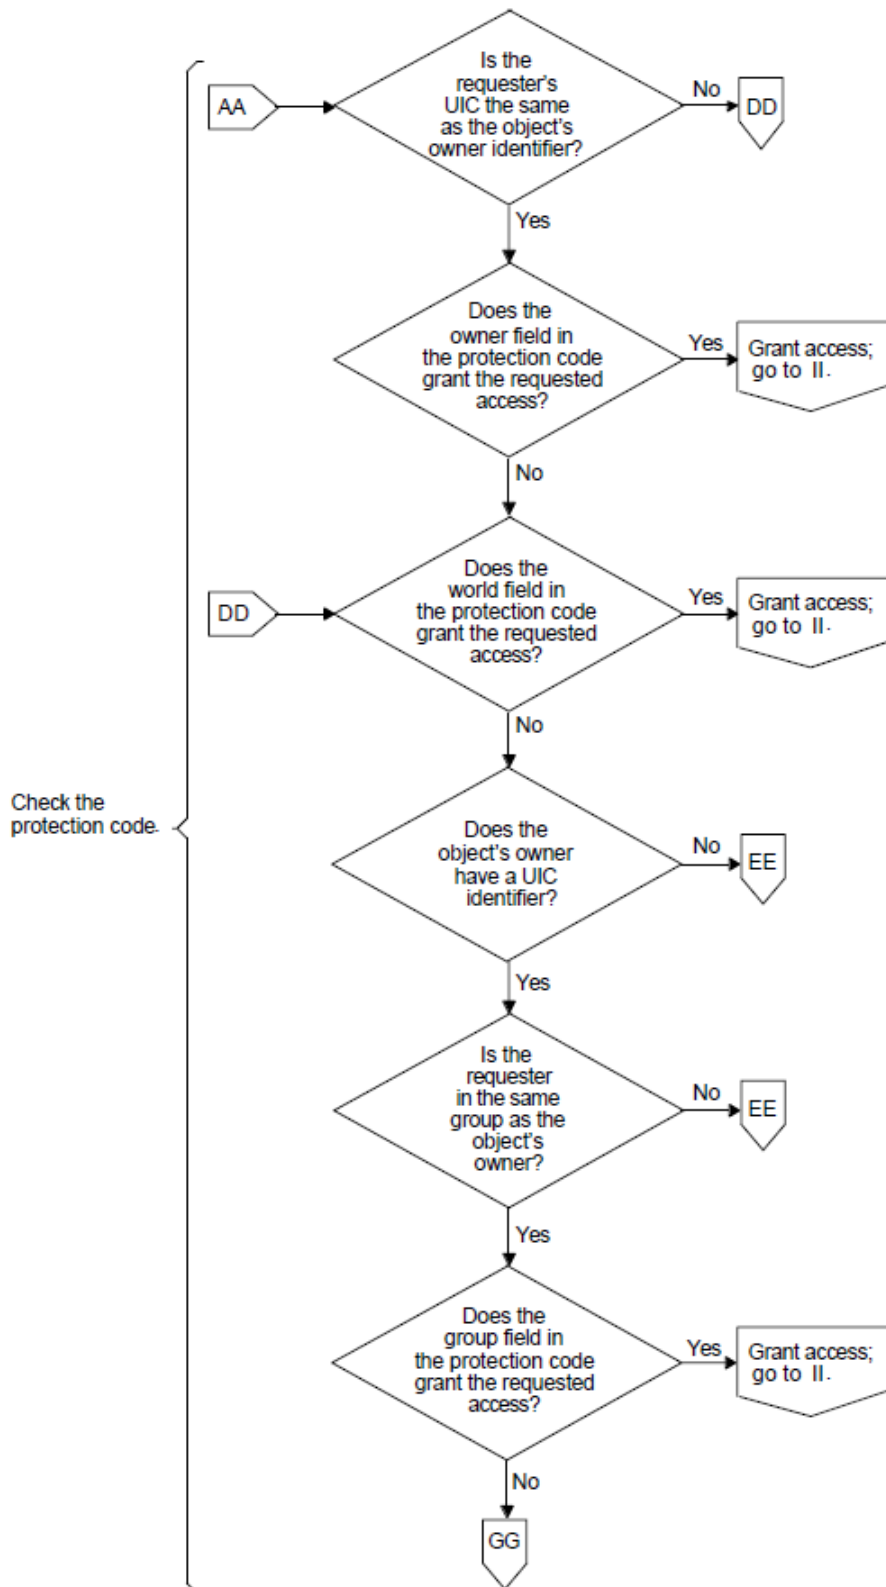 Is the
requester's
UIC the same
as the object's
owner identifier?
AA
No
DD
Yes
Does the
owner field in
the protection code
grant the requested
access?
Yes
Grant access;
go to II.
No
Does the
world field in
the protection code
grant the requested
access?
DD
Yes
Grant access;
go to II.
No
Check the
protection code.
Does the
object's owner
have a UIC
identifier?
No
EE
Yes
Is the
requester
in the same
group as the
object's
owner?
No
EE
Yes
Does the
group field in
the protection code
grant the requested
access?
Yes
Grant access;
go to II.
No
GG